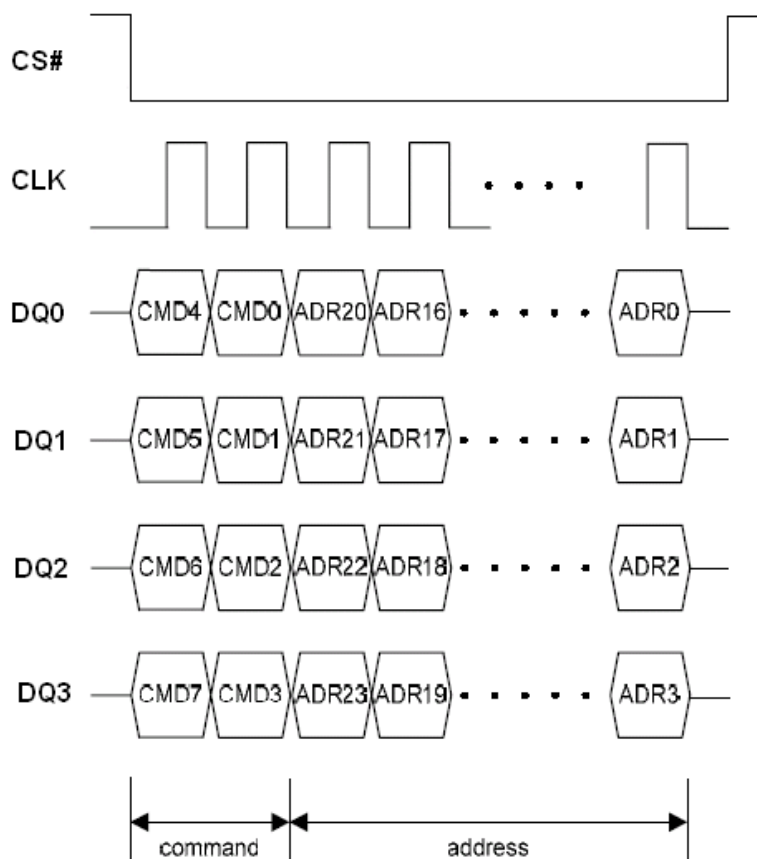 CS#
CLK
DQ0 CMD4 CMD0 ADR20 ADR16 ADR0
DQ1 CMD5 CMD1 ADR21 ADR17 ADR1
DQ2 CMD6 CMD2 ADR22 ADR18 ADR2
DQ3 CMD7 CMD3 ADR23 ADR19 ADR3
command address